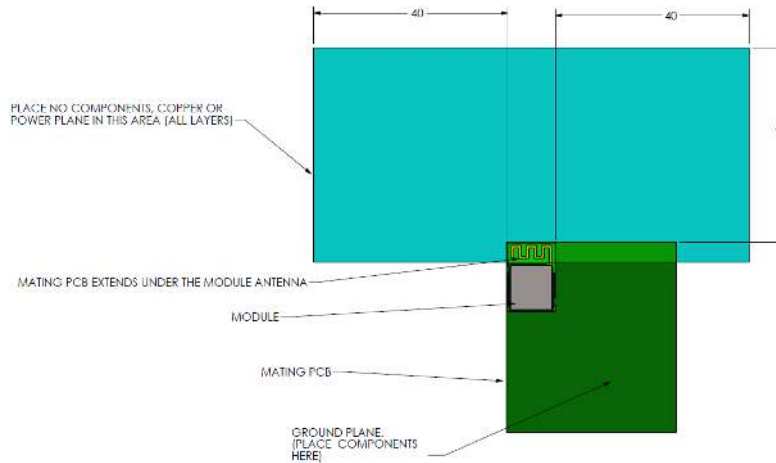 40
40
PLACE NO COMPONENTS, COPPER OR
POWER PLANE IN THIS AREA (ALL LAYERS)
MATING PCB EXTENDS UNDER THE MODULE ANTENNA
MODULE
MATING PCB
GROUND PLANE.
(PLACE COMPONENTS
HERE)